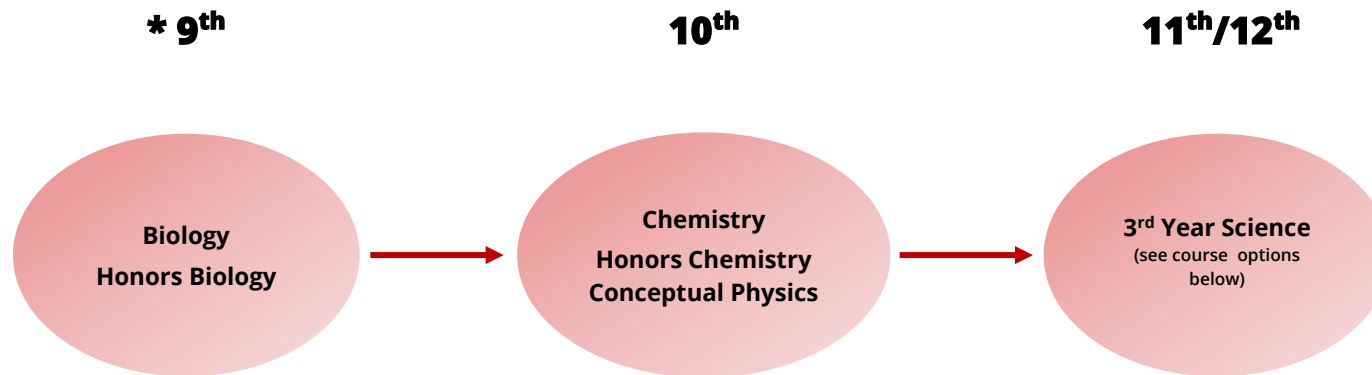 * 9th
10th
11th/12th
Biology
Honors Biology
Chemistry
Honors Chemistry
Conceptual Physics
3rd Year Science
(see course options
below)